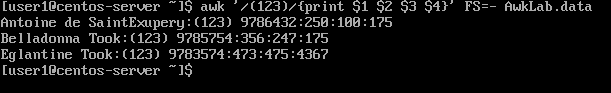 [user1@centos-server ~]$ awk '/(123)/{print $1 $2 $3 $4}' FS=- AwkLab.data
Antoine de SaintExupery:(123) 9786432:250:100:175
Belladonna Took:(123) 9785754:356:247:175
Eglantine Took:(123) 9783574:473:475:4367
[user1@centos-server ~]$